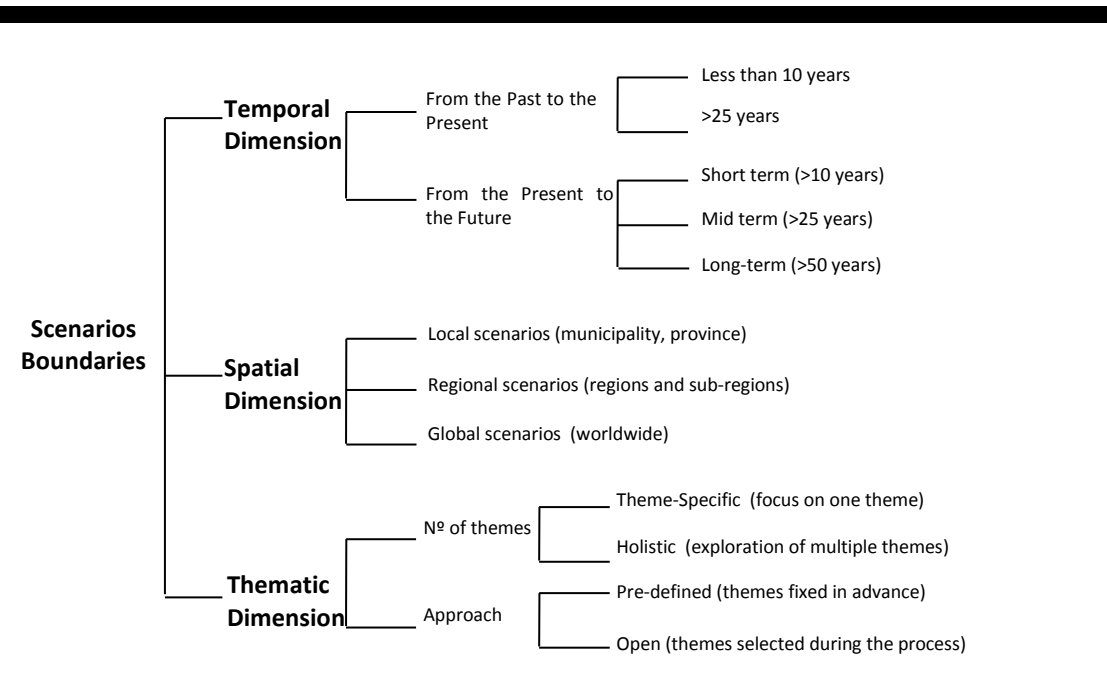 Scenarios
Boundaries
Temporal
Dimension
From the Past to the
Present
Less than 10 years
>25 years
From the Present to
the Future
Short term (>10 years)
Mid term (>25 years)
Long-term (>50 years)
Spatial
Dimension
Local scenarios (municipality, province)
Regional scenarios (regions and sub-regions)
Global scenarios (worldwide)
Thematic
Dimension
Nº of themes
Theme-Specific (focus on one theme)
Holistic (exploration of multiple themes)
Approach
Pre-defined (themes fixed in advance)
Open (themes selected during the process)